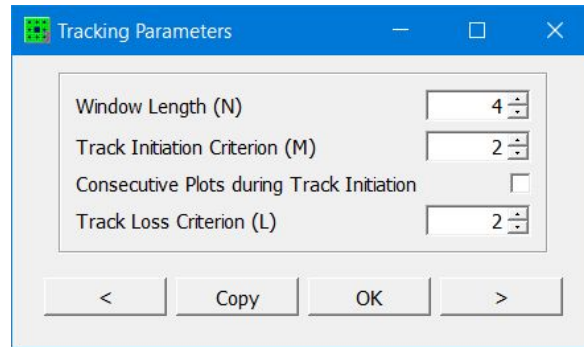 Tracking Parameters
Window Length (N) 4
Track Initiation Criterion (M) 2
Consecutive Plots during Track Initiation
Track Loss Criterion (L) 2
< Copy OK >